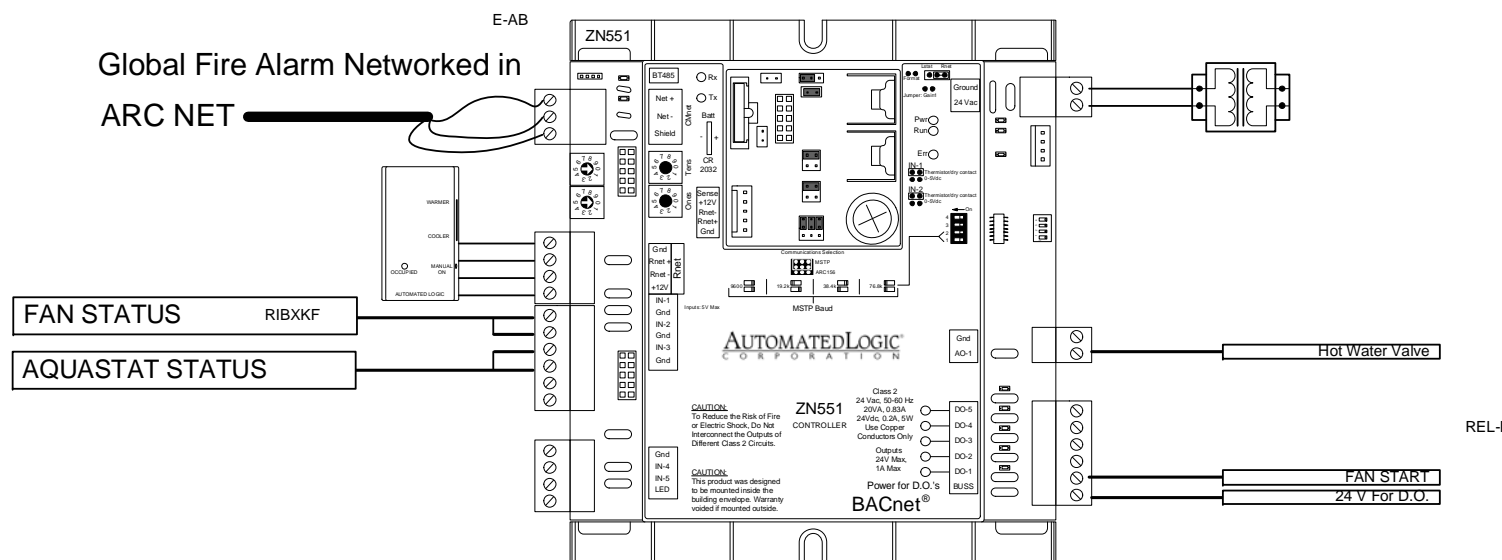 E-AB
ZN551
Global Fire Alarm Networked in
ARC NET
BT485
Rx
Tx
Net +
Net -
Shield
CMnet
Batt
- +
CR
2032
Tens
Ones
Sense
+12V
Rnet-
Rnet+
Gnd
Format
Lstat Rnet
Jumper: Gainf
Ground
24 Vac
Pwr
Run
Err
IN-1
Thermistor/dry contact
0-5Vdc
IN-2
Thermistor/dry contact
0-5Vdc
On
4
3
2
1
WARMER
COOLER
OCCUPIED
MANUAL
ON
AUTOMATED LOGIC
Gnd
Rnet +
Rnet -
+12V
Rnet
Communications Selection
MSTP
ARC156
9600
19.2k
38.4k
76.8k
MSTP Baud
FAN STATUS RIBXKF
AQUASTAT STATUS
IN-1
Gnd
IN-2
Gnd
IN-3
Gnd
Inputs: 5V Max
AUTOMATEDLOGIC®
CORPORATION
Gnd
AO-1
Hot Water Valve
CAUTION:
To Reduce the Risk of Fire
or Electric Shock, Do Not
Interconnect the Outputs of
Different Class 2 Circuits.
ZN551
CONTROLLER
Class 2
24 Vac, 50-60 Hz
20VA, 0.83A
24Vdc, 0.2A, 5W
Use Copper
Conductors Only
Outputs
24V Max,
1A Max
DO-5
DO-4
DO-3
DO-2
DO-1
BUSS
Gnd
IN-4
IN-5
LED
CAUTION:
This product was designed
to be mounted inside the
building envelope. Warranty
voided if mounted outside.
Power for D.O.'s
BACnet®
FAN START
24 V For D.O.